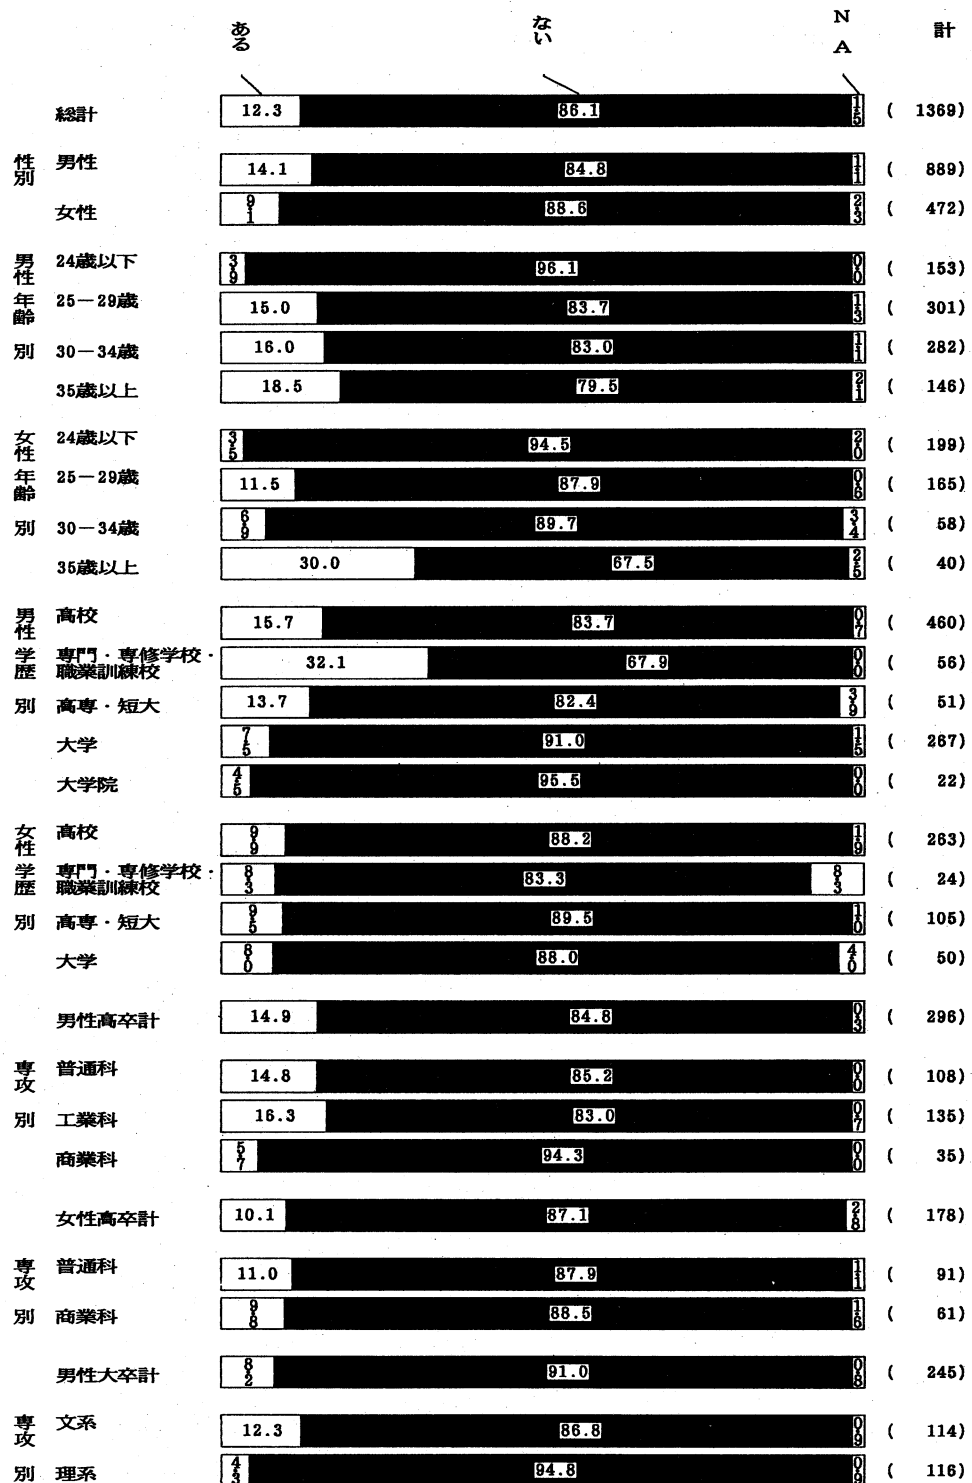 ある ない NA 計
総計 12.3 86.1 1.5 ( 1369)
性別 男性 14.1 84.8 1.1 ( 889)
女性 9.1 88.6 2.3 ( 472)
男性年齢別 24歳以下 3.9 96.1 0.0 ( 153)
25－29歳 15.0 83.7 1.3 ( 301)
30－34歳 16.0 83.0 1.1 ( 282)
35歳以上 18.5 79.5 2.1 ( 146)
女性年齢別 24歳以下 3.5 94.5 2.0 ( 199)
25－29歳 11.5 87.9 0.6 ( 165)
30－34歳 6.9 89.7 3.4 ( 58)
35歳以上 30.0 67.5 2.5 ( 40)
男性学歴別 高校 15.7 83.7 0.7 ( 460)
専門・専修学校・職業訓練校 32.1 67.9 0.0 ( 56)
高専・短大 13.7 82.4 3.9 ( 51)
大学 7.5 91.0 1.5 ( 267)
大学院 4.5 95.5 0.0 ( 22)
女性学歴別 高校 9.9 88.2 1.9 ( 263)
専門・専修学校・職業訓練校 8.3 83.3 8.3 ( 24)
高専・短大 9.5 89.5 1.0 ( 105)
大学 8.0 88.0 4.0 ( 50)
男性高卒計 14.9 84.8 0.3 ( 296)
専攻別 普通科 14.8 85.2 0.0 ( 108)
工業科 16.3 83.0 0.7 ( 135)
商業科 5.7 94.3 0.0 ( 35)
女性高卒計 10.1 87.1 2.8 ( 178)
専攻別 普通科 11.0 87.9 1.1 ( 91)
商業科 9.8 88.5 1.6 ( 61)
男性大卒計 8.2 91.0 0.8 ( 245)
専攻別 文系 12.3 86.8 0.9 ( 114)
理系 4.3 94.8 0.9 ( 116)